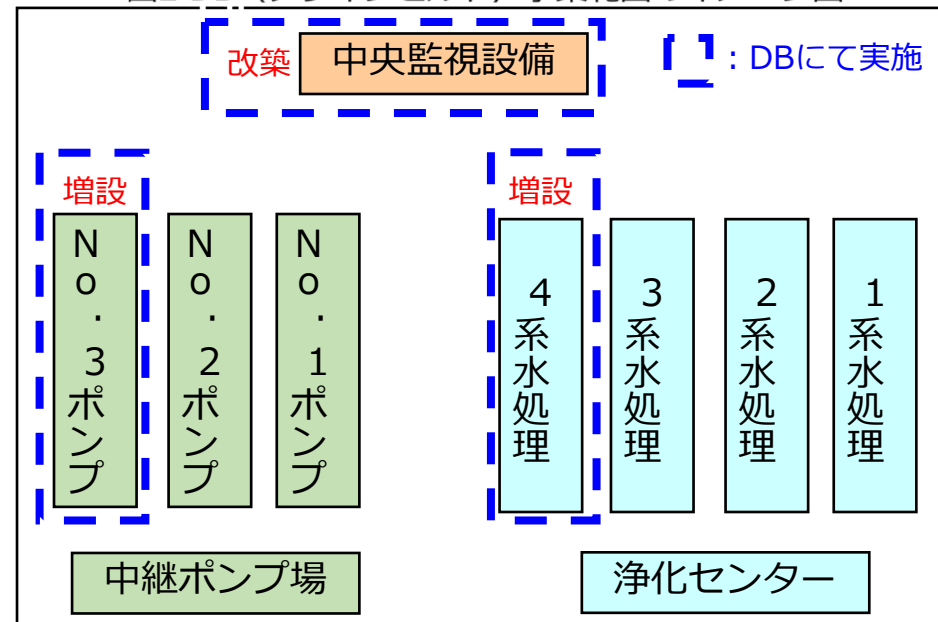 改築
中央監視設備
:DBにて実施
増設
増設
No.3ポンプ
No.2ポンプ
No.1ポンプ
4系水処理
3系水処理
2系水処理
1系水処理
中継ポンプ場
浄化センター